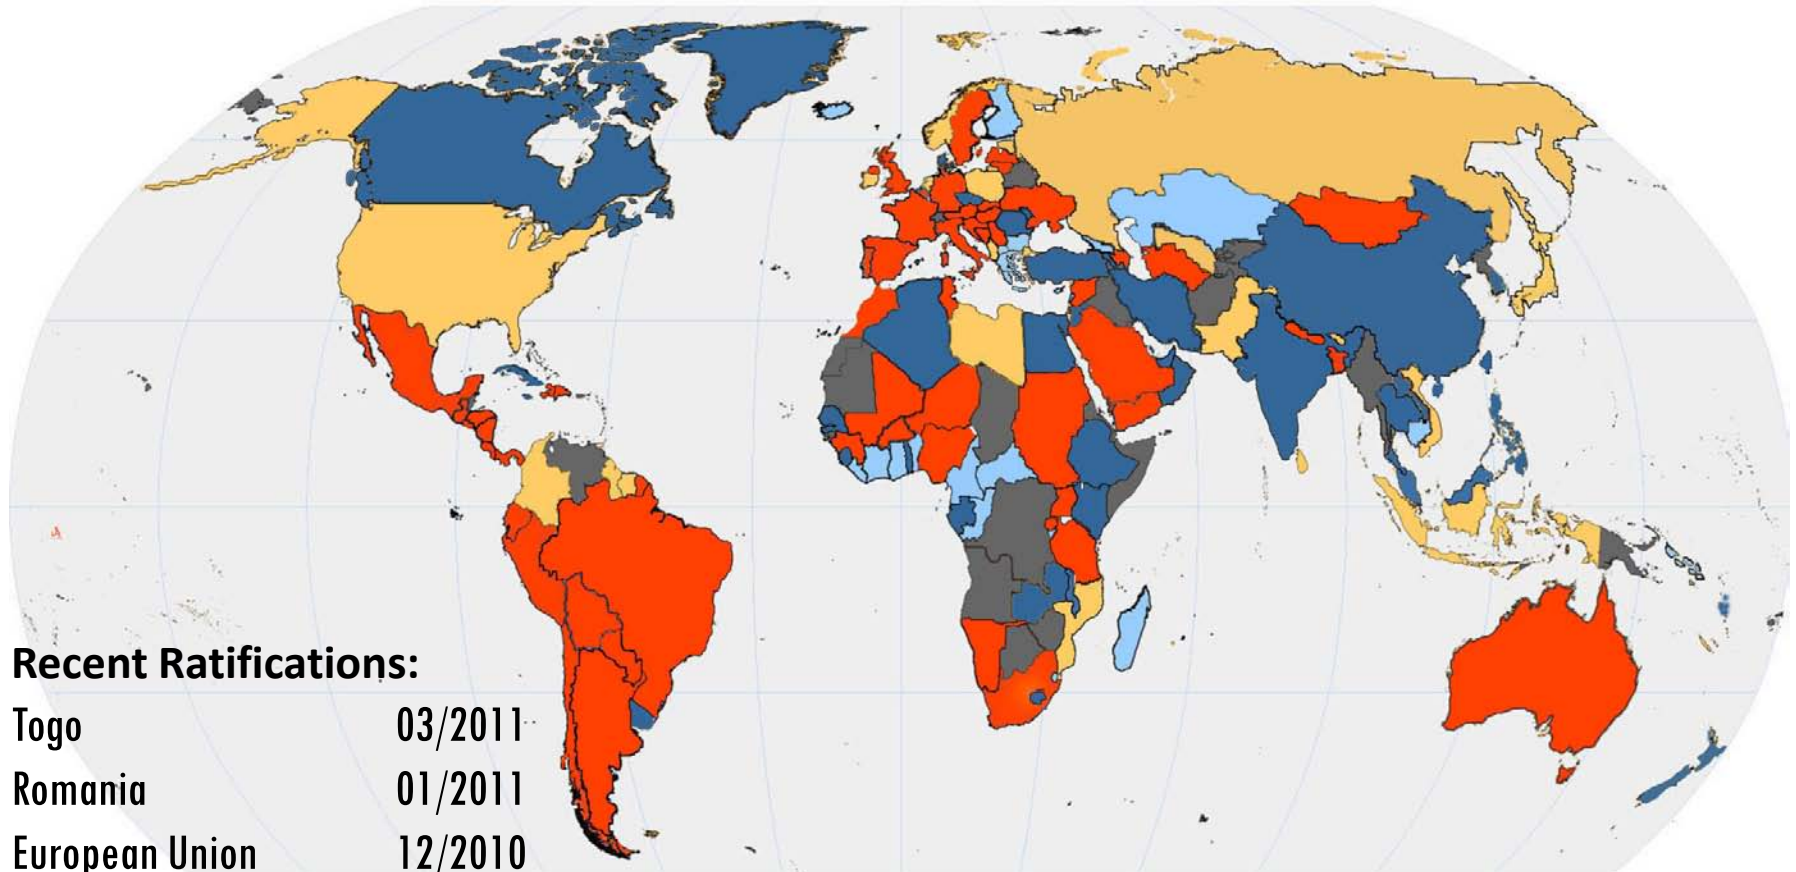 Recent Ratifications:
Togo 03/2011
Romania 01/2011
European Union 12/2010